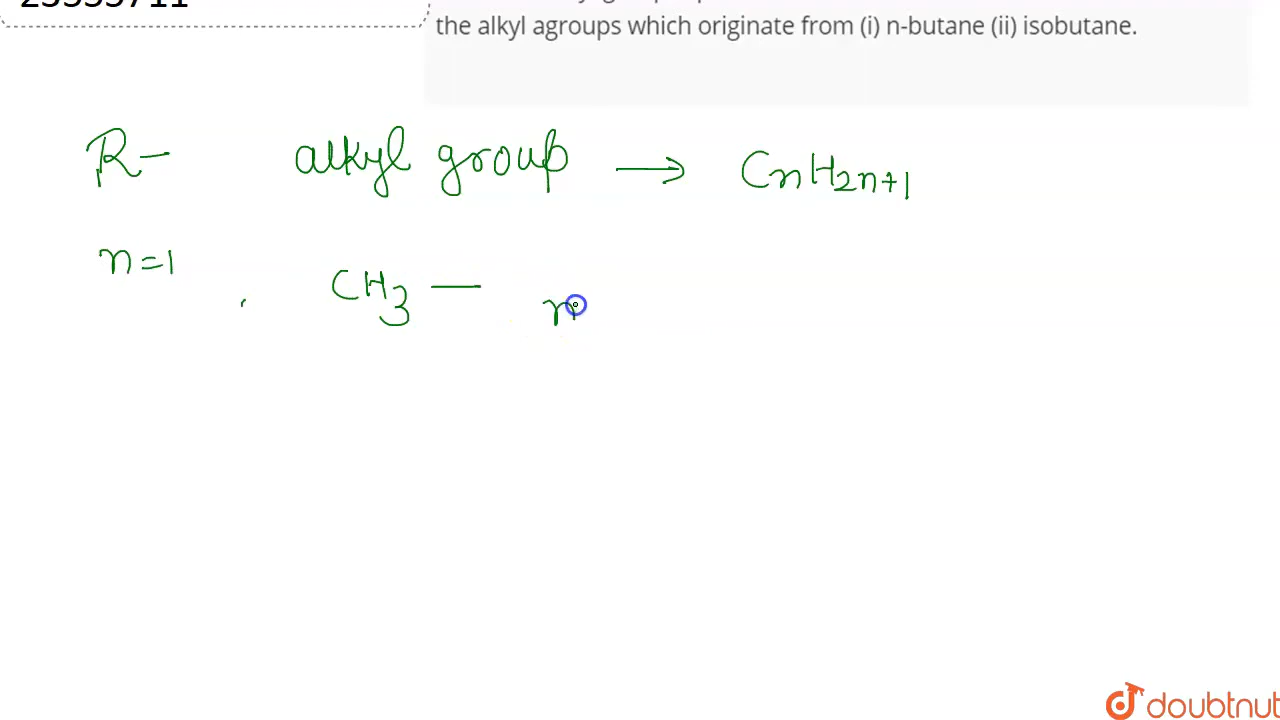 the alkyl agroups which originate from (i) n-butane (ii) isobutane.
R- alkyl group → CnH2n+1
n=1
CH3 —
n
doubtnut